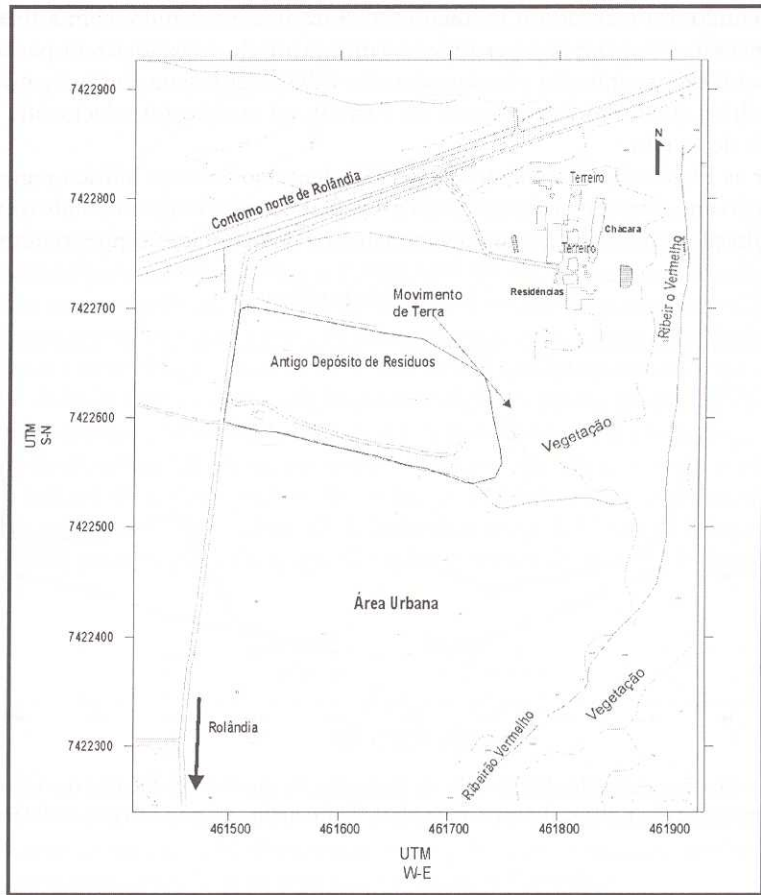 7422900
7422800
7422700
7422600
7422500
7422400
7422300
UTM
S-N
N
Contorno norte de Rolândia
Terreiro
Chácara
Terreiro
Residências
Ribeir o Vermelho
Movimento
de Terra
Antigo Depósito de Resíduos
Vegetação
Área Urbana
Vegetação
Rolândia
Ribeirão Vermelho
461500
461600
461700
461800
461900
UTM
W-E